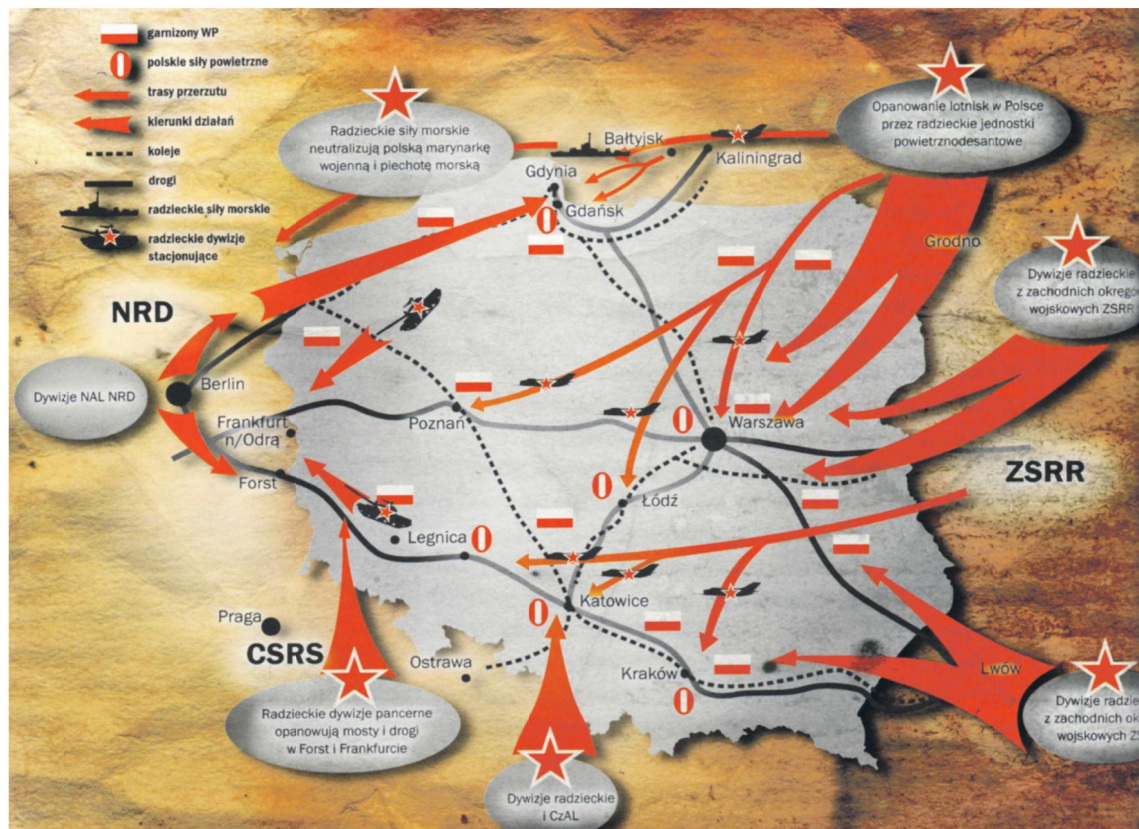 garnizony WP
polskie siły powietrzne
trasy przerzutu
kierunki działań
koleje
drogi
radzieckie siły morskie
radzieckie dywizje
stacjonujące
Radzieckie siły morskie
neutralizują polską marynarkę
wojenną i piechotę morską
Opanowanie lotnisk w Polsce
przez radzieckie jednostki
powietrznodesantowe
Bałtyjsk
Kaliningrad
Gdynia
Gdańsk
Grodno
Dywizje radzieckie
z zachodnich okręgó
wojskowych ZSRR
NRD
Berlin
Dywizje NAL NRD
Frankfurt
n/Odrą
Poznań
Warszawa
Forst
ZSRR
Łódź
Legnica
Katowice
Praga
CSRS
Ostrawa
Kraków
Lwów
Radzieckie dywizje pancerne
opanowują mosty i drogi
w Forst i Frankfurcie
Dywizje radzie
z zachodnich ok
wojskowych ZS
Dywizje radzieckie
i CzAL